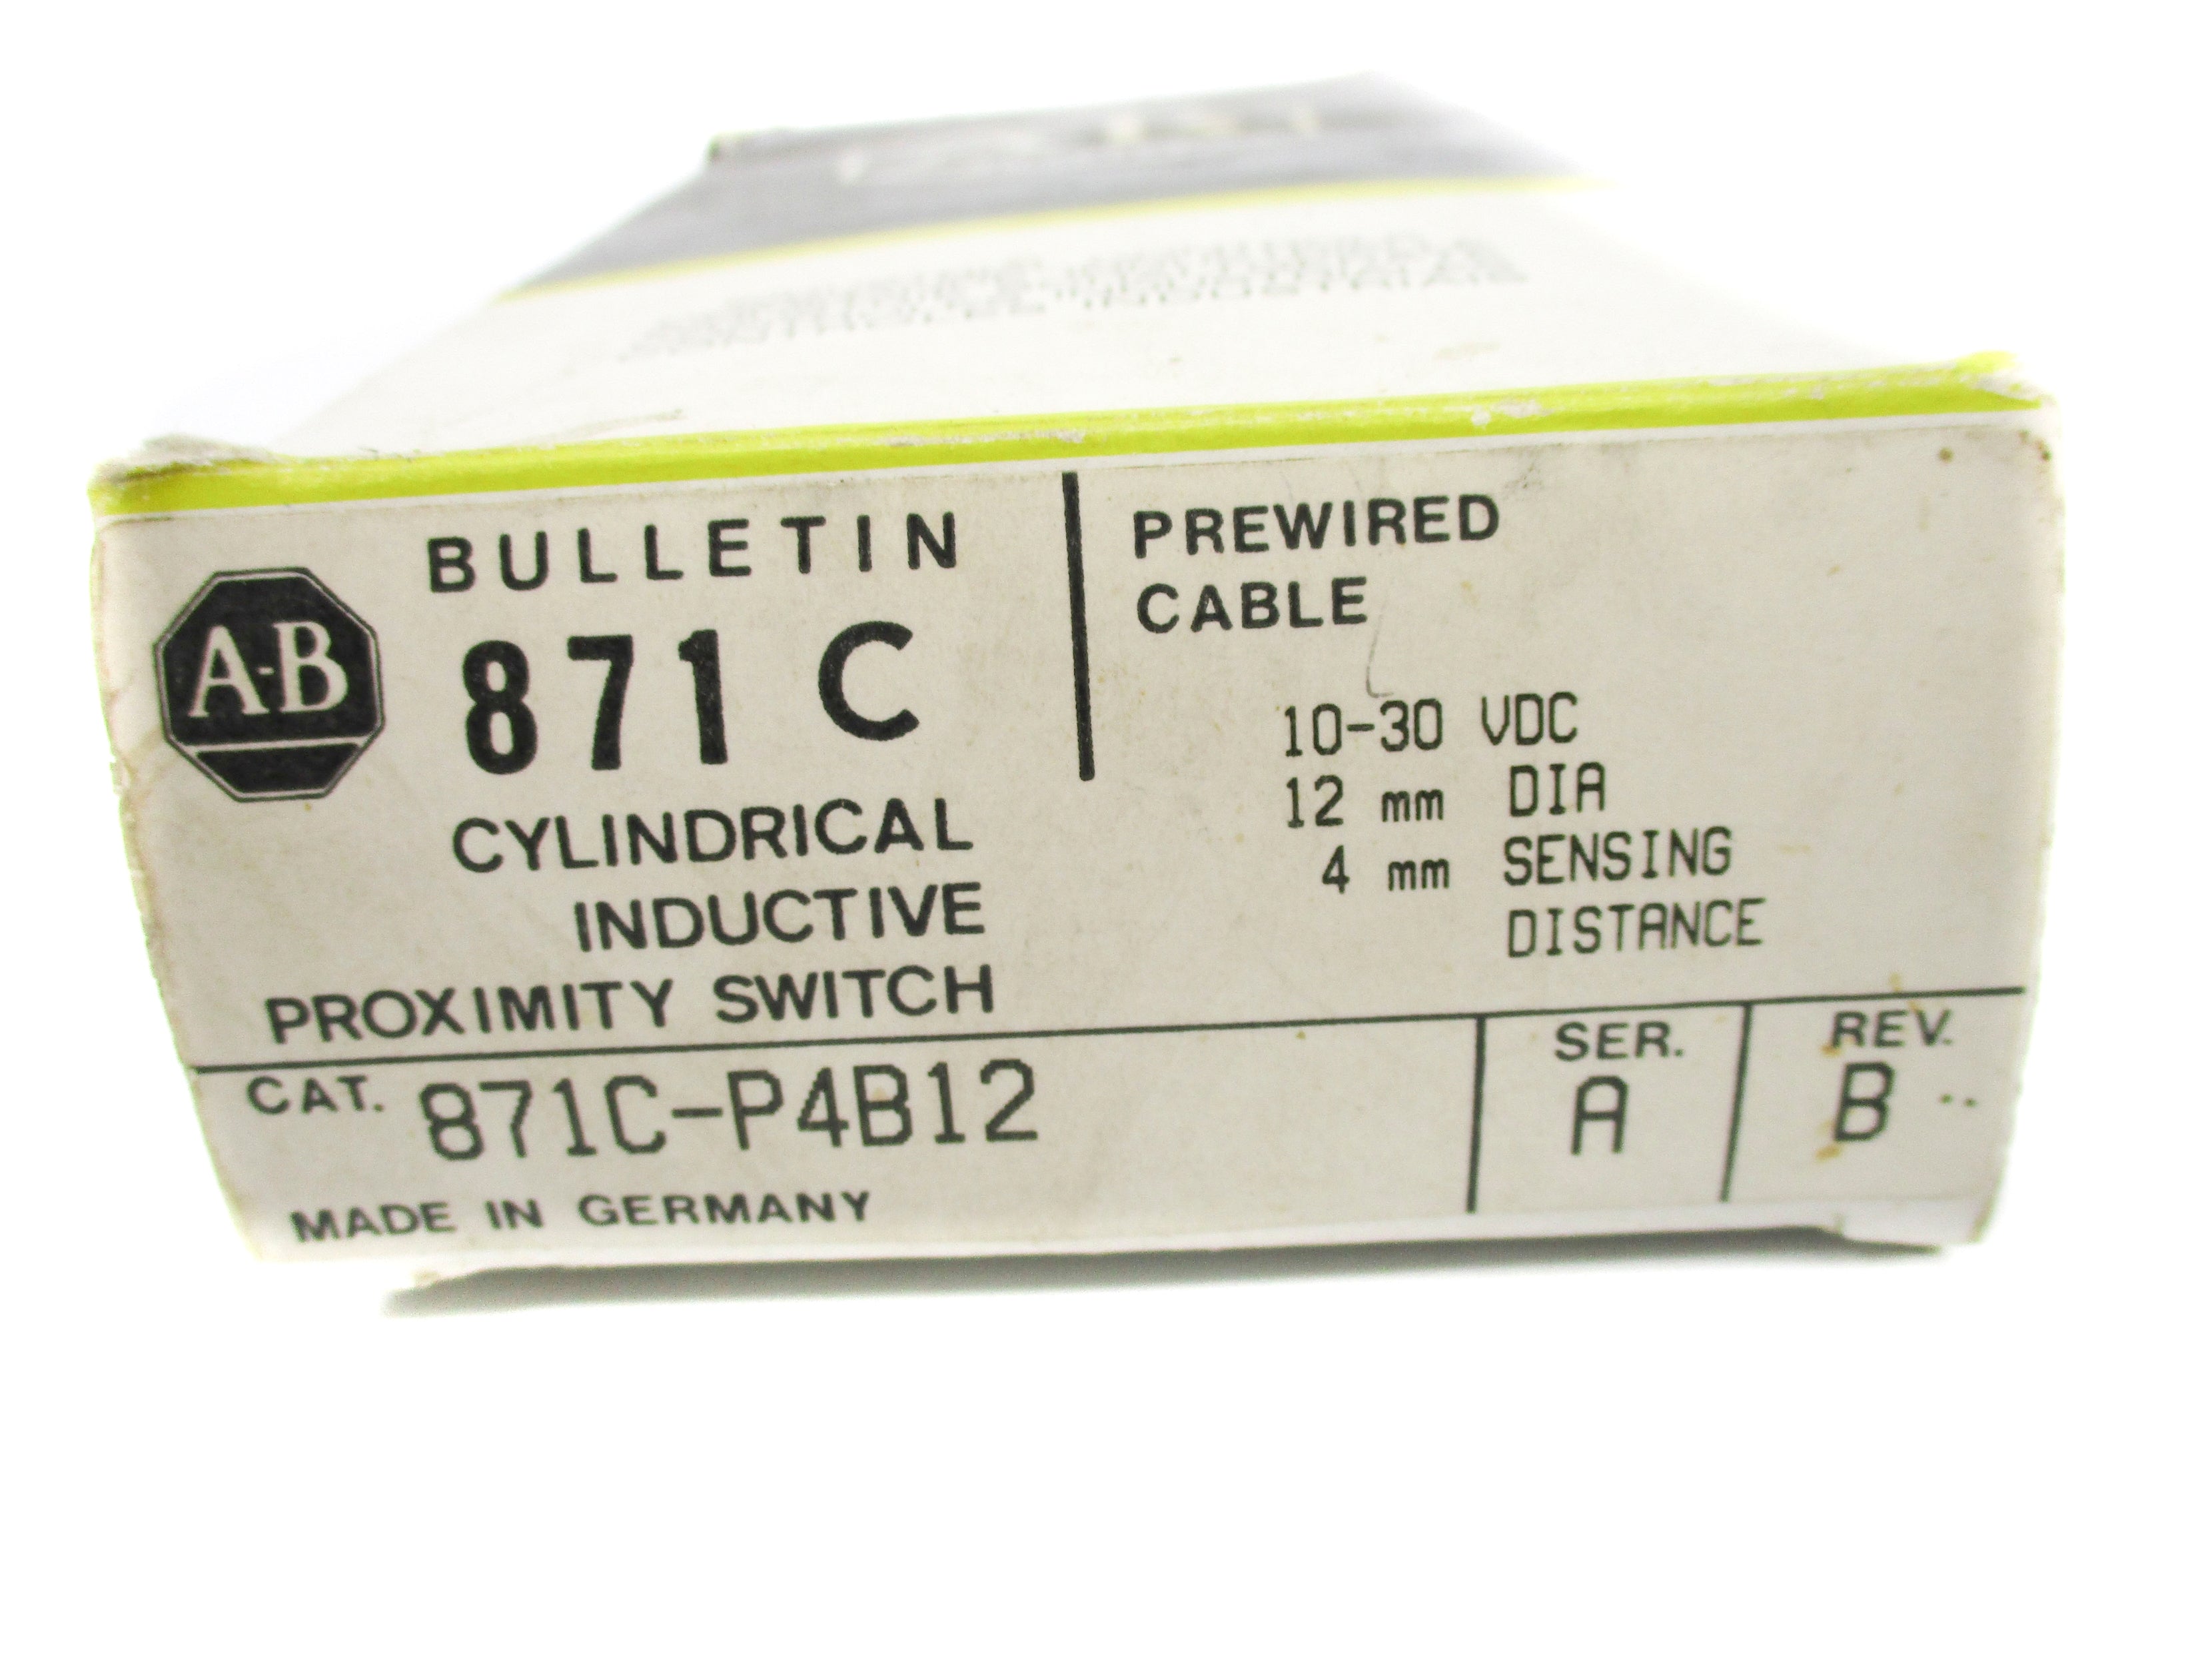 A-B
BULLETIN
871 C
CYLINDRICAL
INDUCTIVE
PROXIMITY SWITCH
PREWIRED
CABLE
10-30 VDC
12 mm DIA
4 mm SENSING
DISTANCE
CAT. 871C-P4B12
SER.
A
REV.
B
MADE IN GERMANY